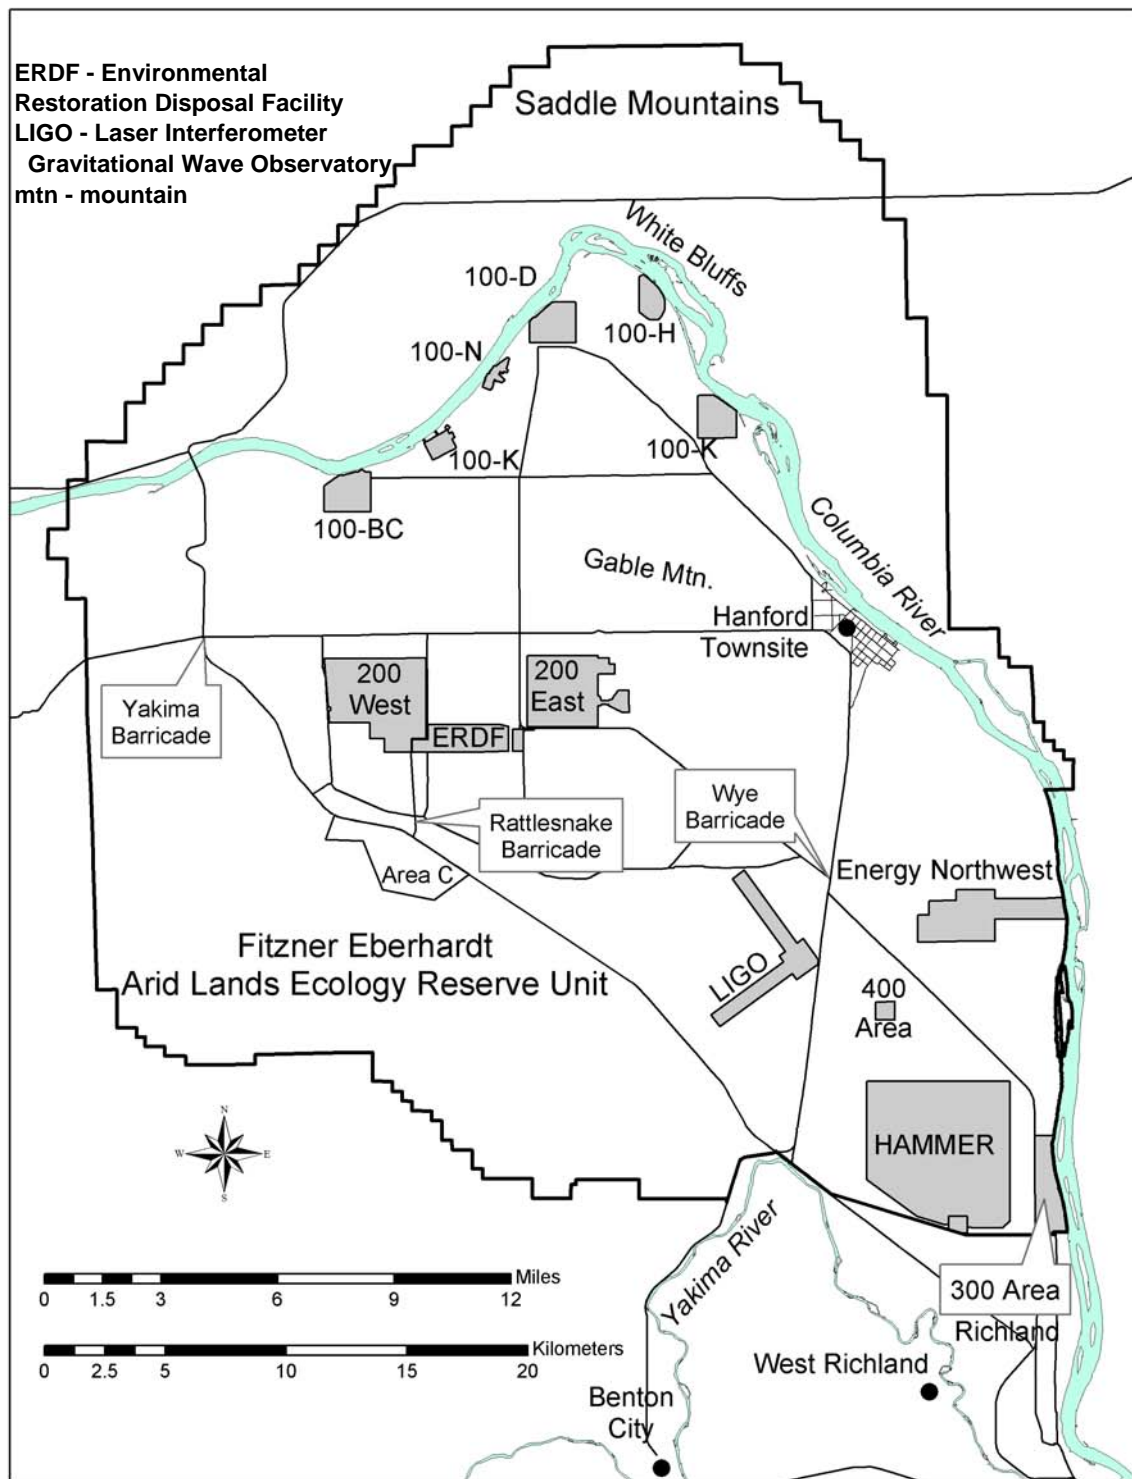 ERDF - Environmental
Restoration Disposal Facility
LIGO - Laser Interferometer
Gravitational Wave Observatory
mtn - mountain
Saddle Mountains
White Bluffs
100-D
100-H
100-N
100-K
100-K
100-BC
Columbia River
Gable Mtn.
Hanford
Townsite
200
West
200
East
ERDF
Yakima
Barricade
Rattlesnake
Barricade
Wye
Barricade
Area C
Energy Northwest
Fitzner Eberhardt
Arid Lands Ecology Reserve Unit
LIGO
400
Area
HAMMER
N
W
E
S
Yakima River
300 Area
Richland
West Richland
Benton
City
Miles
0 1.5 3 6 9 12
Kilometers
0 2.5 5 10 15 20